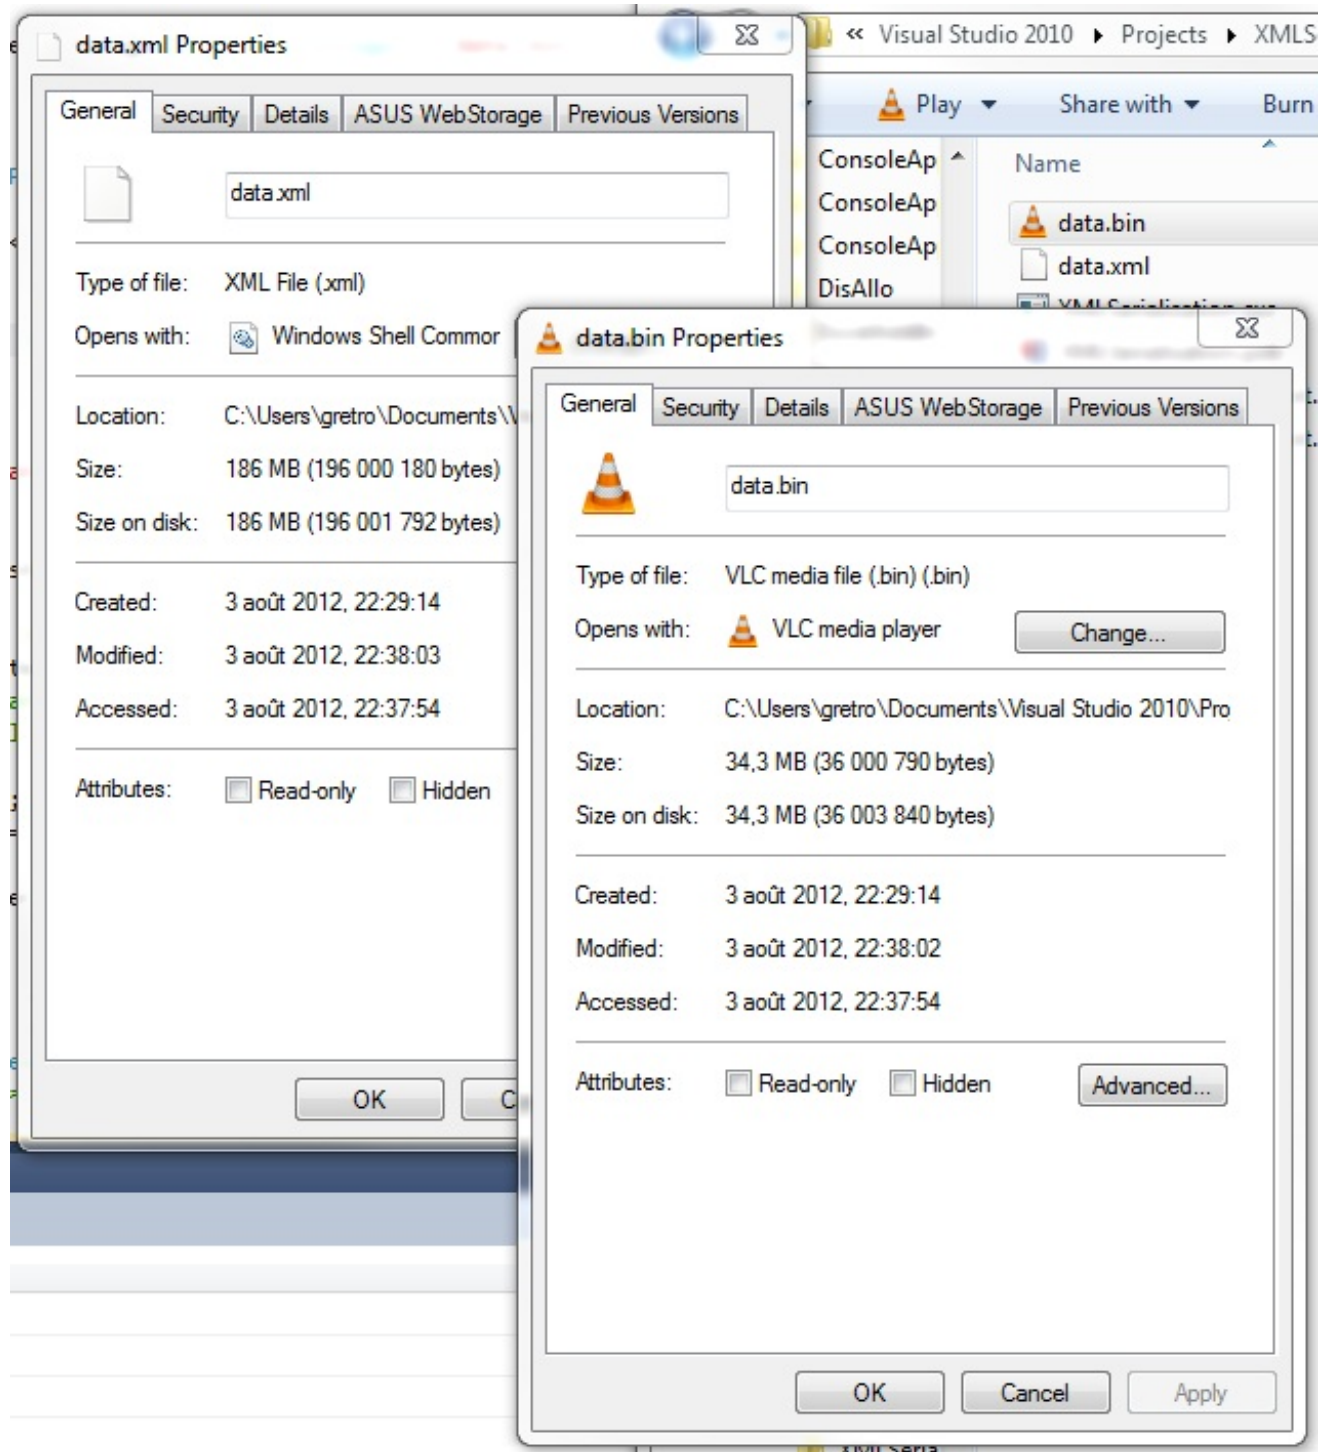 data.xml Properties
General Security Details ASUS WebStorage Previous Versions
data.xml
Type of file: XML File (.xml)
Opens with: Windows Shell Commor
Location: C:\Users\gretro\Documents\V
Size: 186 MB (196 000 180 bytes)
Size on disk: 186 MB (196 001 792 bytes)
Created: 3 août 2012, 22:29:14
Modified: 3 août 2012, 22:38:03
Accessed: 3 août 2012, 22:37:54
Attributes: Read-only Hidden
OK C
« Visual Studio 2010 Projects XMLS
Play Share with Burn
ConsoleAp
ConsoleAp
ConsoleAp
DisAllo
Name
data.bin
data.xml
data.bin Properties
General Security Details ASUS WebStorage Previous Versions
data.bin
Type of file: VLC media file (.bin) (.bin)
Opens with: VLC media player Change...
Location: C:\Users\gretro\Documents\Visual Studio 2010\Pro
Size: 34,3 MB (36 000 790 bytes)
Size on disk: 34,3 MB (36 003 840 bytes)
Created: 3 août 2012, 22:29:14
Modified: 3 août 2012, 22:38:02
Accessed: 3 août 2012, 22:37:54
Attributes: Read-only Hidden Advanced...
OK Cancel Apply